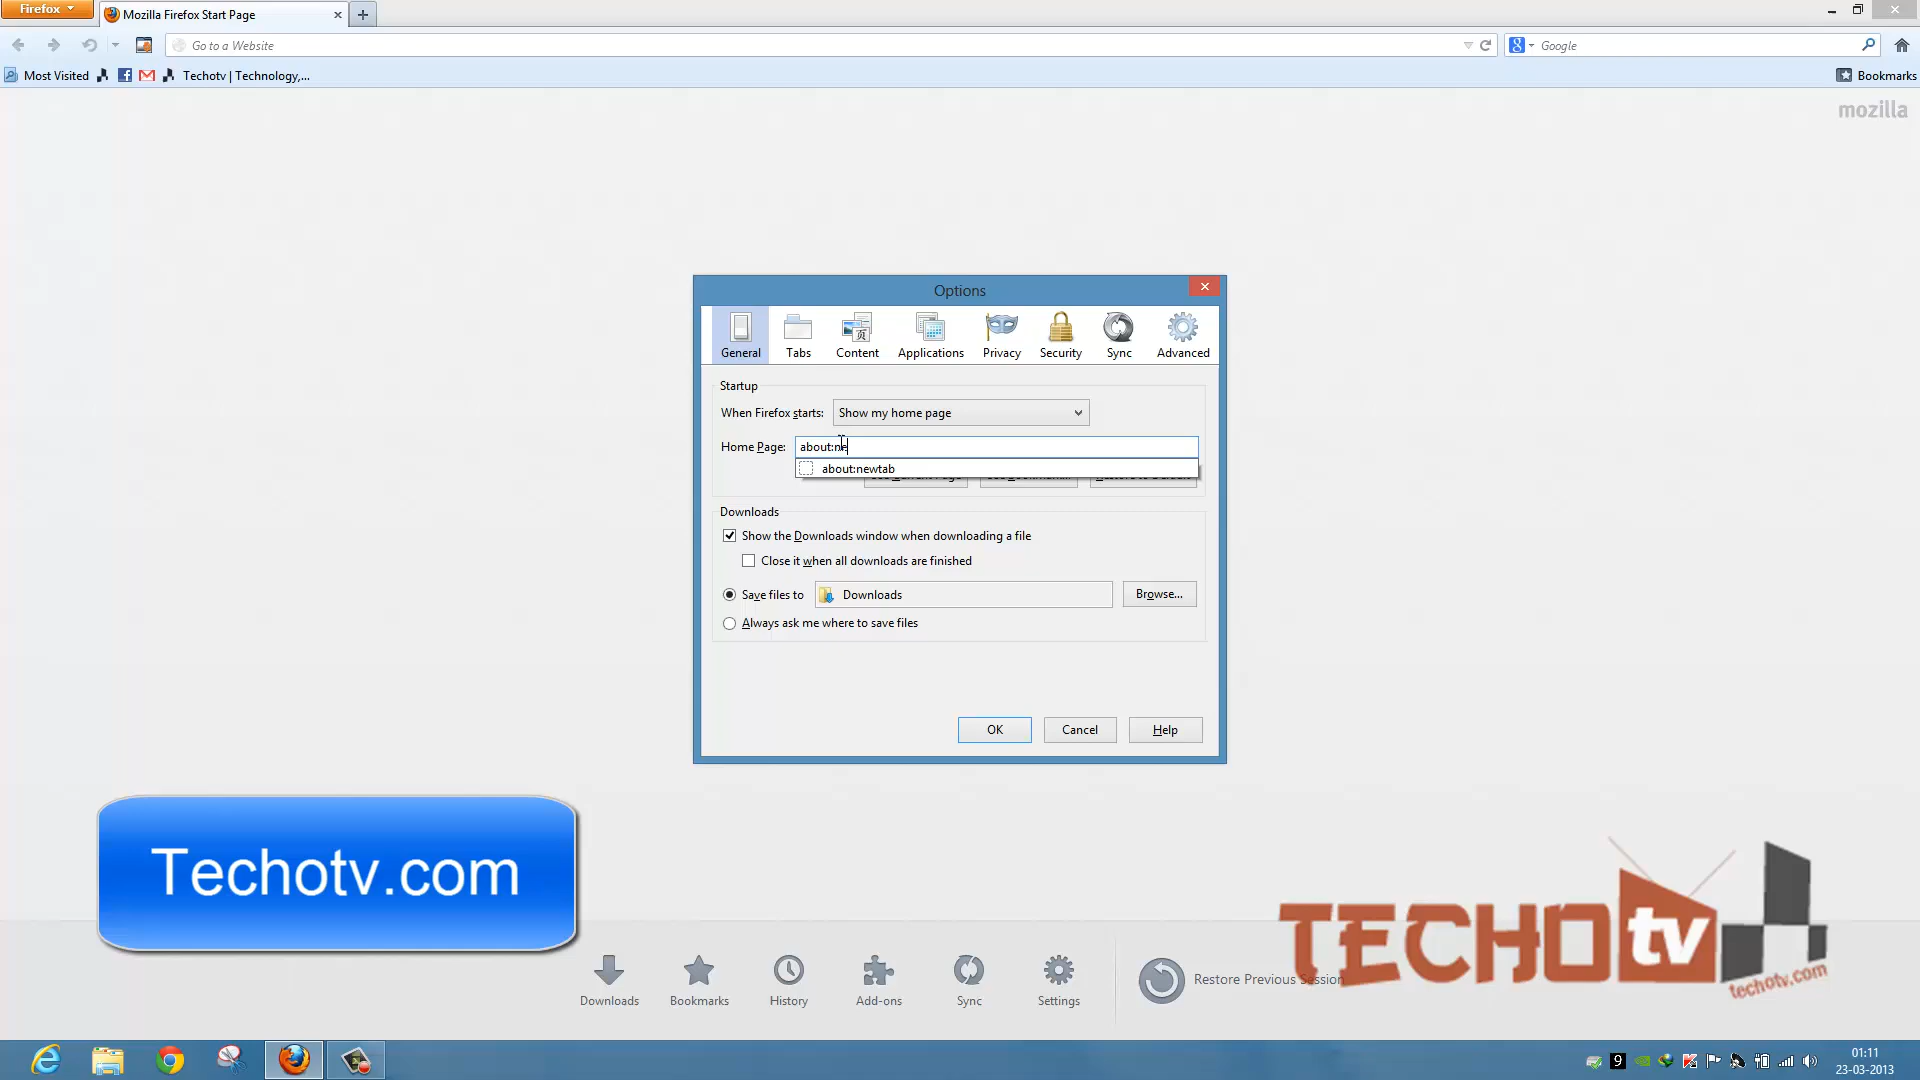 Firefox
Mozilla Firefox Start Page
Go to a Website
Google
Most Visited
Techotv | Technology,...
Bookmarks
mozilla
Options
General
Tabs
Content
Applications
Privacy
Security
Sync
Advanced
Startup
When Firefox starts:
Show my home page
Home Page:
about:ne
about:newtab
Downloads
Show the Downloads window when downloading a file
Close it when all downloads are finished
Save files to
Downloads
Browse...
Always ask me where to save files
OK
Cancel
Help
Techotv.com
TECHO tv
techotv.com
Downloads
Bookmarks
History
Add-ons
Sync
Settings
Restore Previous Session
9
01:11
23-03-2013